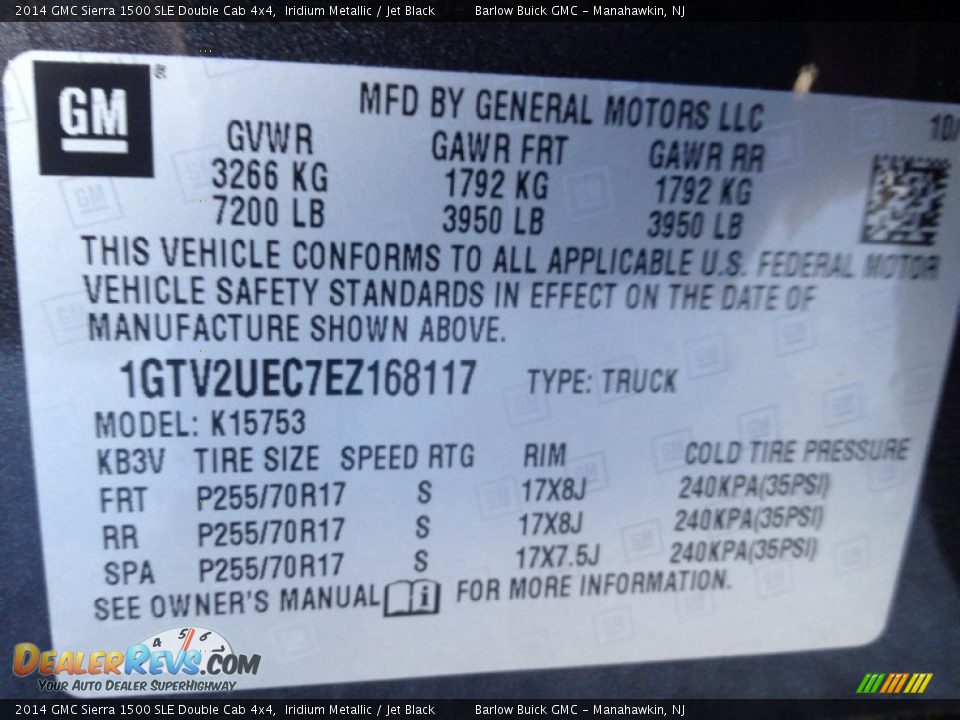 2014 GMC Sierra 1500 SLE Double Cab 4x4, Iridium Metallic / Jet Black Barlow Buick GMC - Manahawkin, NJ
GM ®
MFD BY GENERAL MOTORS LLC 10/
GVWR GAWR FRT GAWR RR
3266 KG 1792 KG 1792 KG
7200 LB 3950 LB 3950 LB
THIS VEHICLE CONFORMS TO ALL APPLICABLE U.S. FEDERAL MOTOR
VEHICLE SAFETY STANDARDS IN EFFECT ON THE DATE OF
MANUFACTURE SHOWN ABOVE.
1GTV2UEC7EZ168117 TYPE: TRUCK
MODEL: K15753
KB3V TIRE SIZE SPEED RTG RIM COLD TIRE PRESSURE
FRT P255/70R17 S 17X8J 240KPA(35PSI)
RR P255/70R17 S 17X8J 240KPA(35PSI)
SPA P255/70R17 S 17X7.5J 240KPA(35PSI)
SEE OWNER'S MANUAL i FOR MORE INFORMATION.
4 5 6
DEALERREVS.COM
YOUR AUTO DEALER SUPERHIGHWAY
2014 GMC Sierra 1500 SLE Double Cab 4x4, Iridium Metallic / Jet Black Barlow Buick GMC - Manahawkin, NJ